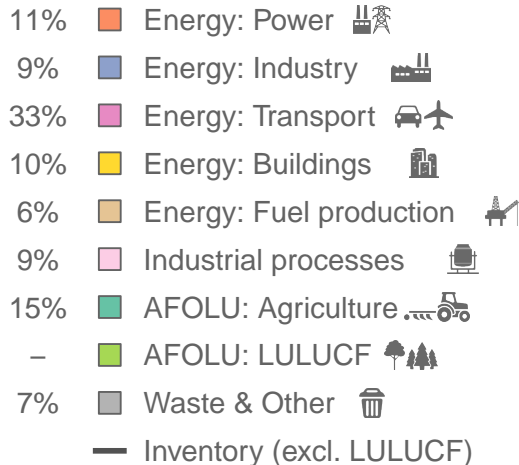 11% Energy: Power
9% Energy: Industry
33% Energy: Transport
10% Energy: Buildings
6% Energy: Fuel production
9% Industrial processes
15% AFOLU: Agriculture
– AFOLU: LULUCF
7% Waste & Other
Inventory (excl. LULUCF)